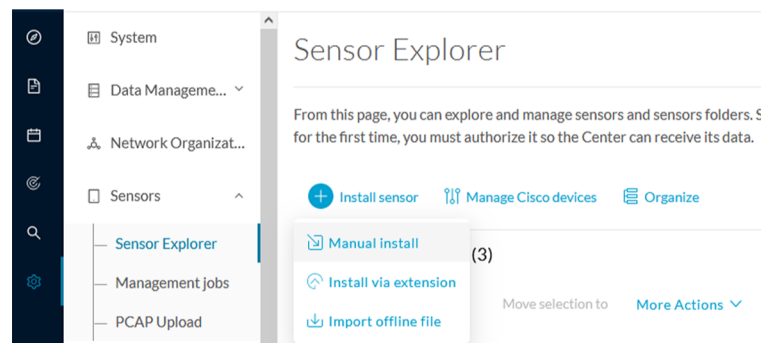 System
Data Manageme...
Network Organizat...
Sensors
Sensor Explorer
Management jobs
PCAP Upload
Sensor Explorer
From this page, you can explore and manage sensors and sensors folders. S
for the first time, you must authorize it so the Center can receive its data.
Install sensor Manage Cisco devices Organize
Manual install
(3)
Install via extension
Move selection to More Actions
Import offline file